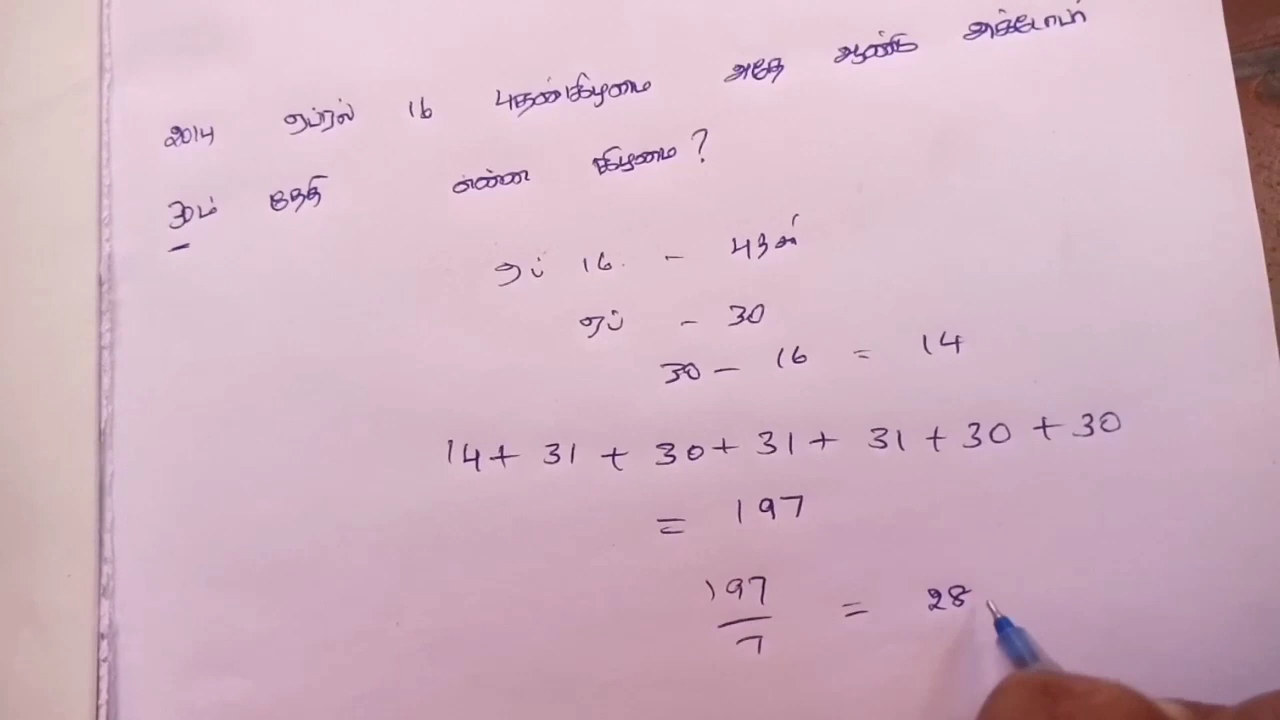 2014 ஏப்ரல் 16 புதன்கிழமை அதே ஆண்டு அக்டோபர்
30ம் தேதி என்ன கிழமை?
ஏப் 16 - புதன்
ஏப் - 30
30 - 16 = 14
14 + 31 + 30 + 31 + 31 + 30 + 30
= 197
197/7 = 28